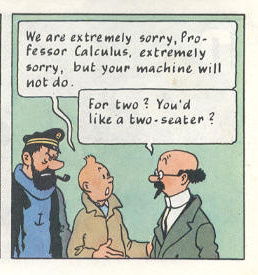 We are extremely sorry, Pro-
fessor Calculus, extremely
sorry, but your machine will
not do.
For two? You'd
like a two-seater?